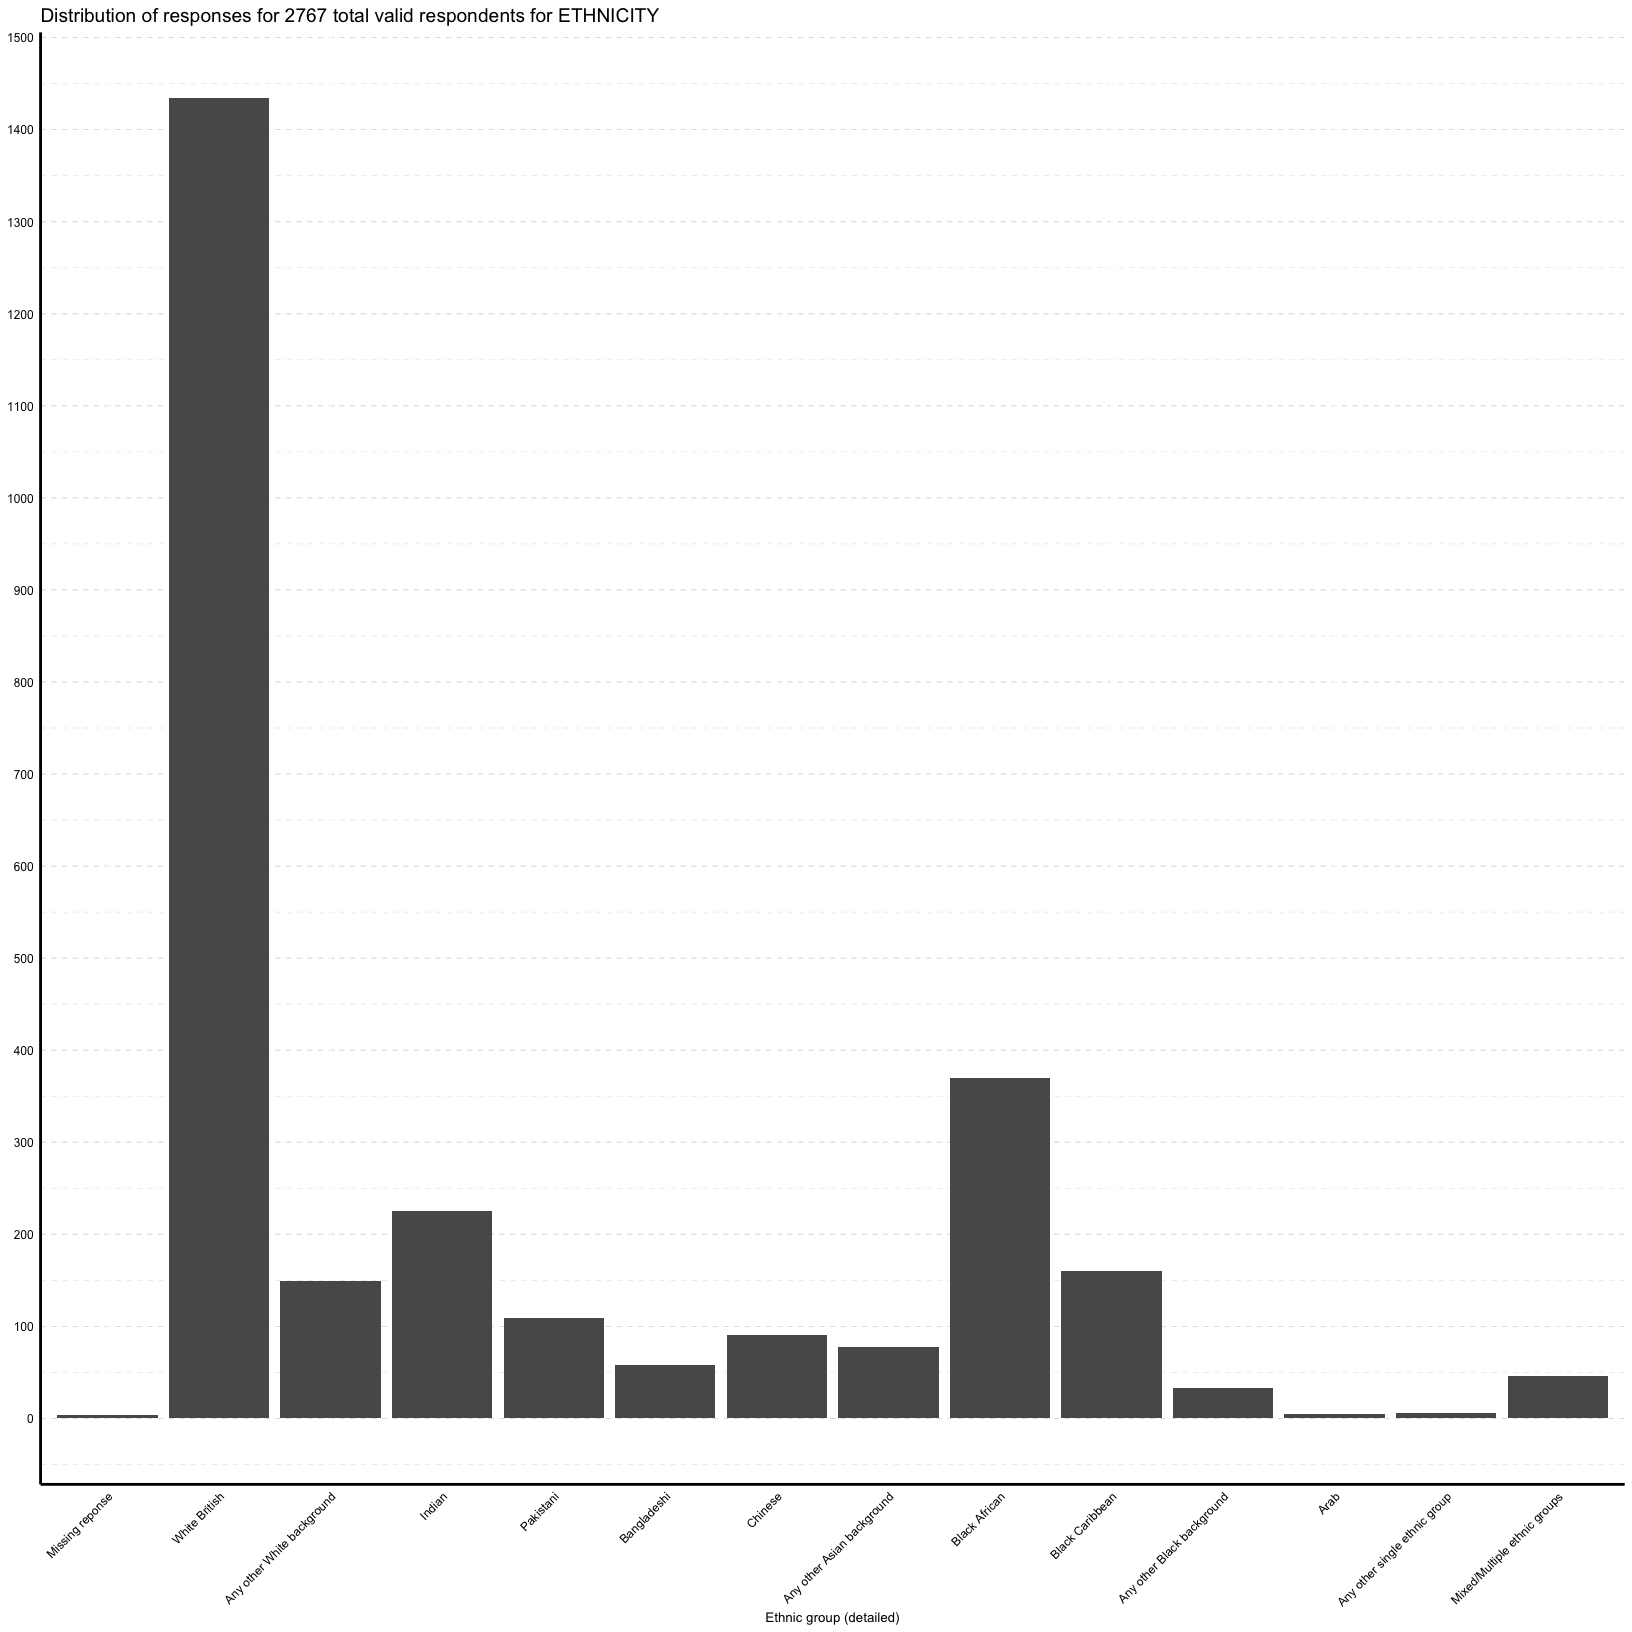 Distribution of responses for 2767 total valid respondents for ETHNICITY
1500
1400
1300
1200
1100
1000
900
800
700
600
500
400
300
200
100
0
Missing reponse
White British
Any other White background
Indian
Pakistani
Bangladeshi
Chinese
Any other Asian background
Black African
Black Caribbean
Any other Black background
Arab
Any other single ethnic group
Mixed/Multiple ethnic groups
Ethnic group (detailed)